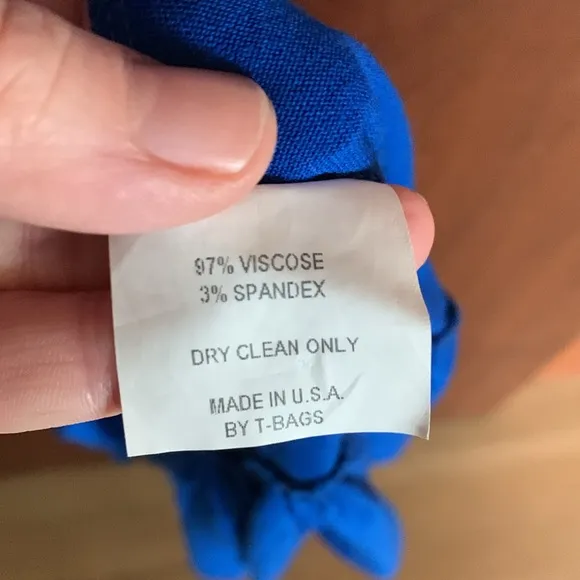 97% VISCOSE
3% SPANDEX
DRY CLEAN ONLY
MADE IN U.S.A.
BY T-BAGS